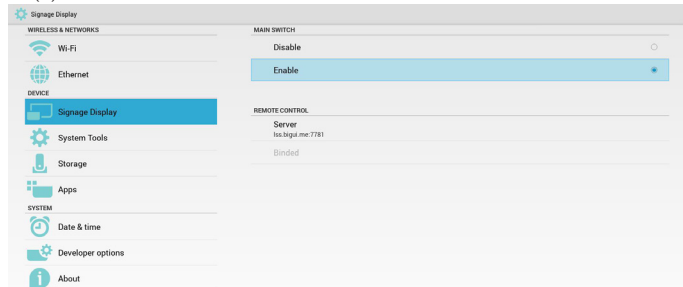 Signage Display
WIRELESS & NETWORKS
Wi-Fi
Ethernet
DEVICE
Signage Display
System Tools
Storage
Apps
SYSTEM
Date & time
Developer options
About
MAIN SWITCH
Disable
Enable
REMOTE CONTROL
Server
lss.bigui.me:7781
Binded